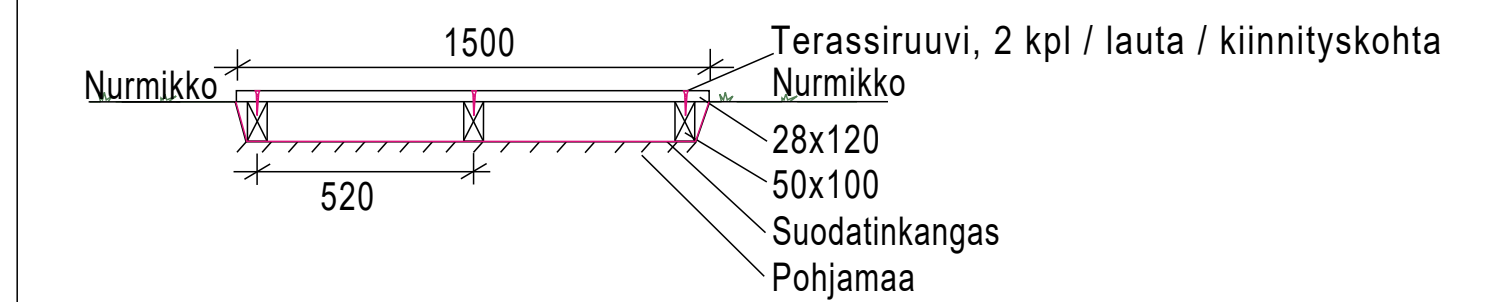 1500
Terassiruuvi, 2 kpl / lauta / kiinnityskohta
Nurmikko
Nurmikko
28x120
50x100
520
Suodatinkangas
Pohjamaa